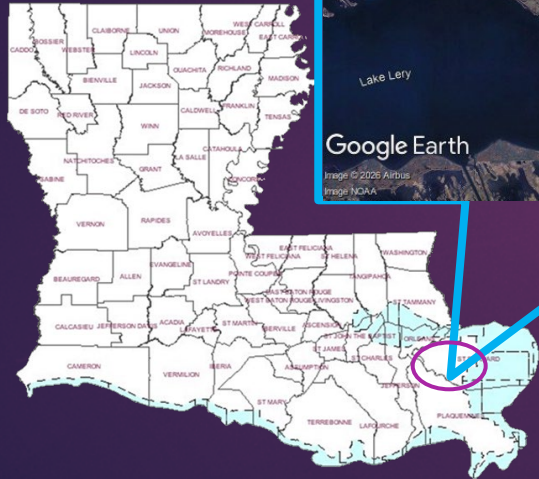 WEST CARROLL
CLAIBORNE
UNION
MOREHOUSE
EAST CARR
BOSSIER
CADDO
WEBSTER
LINCOLN
OUACHITA
RICHLAND
MADISON
BIENVILLE
JACKSON
DE SOTO
RED RIVER
CALDWELL
FRANKLIN
TENSAS
WINN
NATCHITOCHES
LA SALLE
CATAHOULA
GRANT
SABINE
CONCOR
VERNON
RAPIDES
AVOYELLES
EAST FELICIANA
WEST FELICIANA
ST HELENA
WASHINGTON
EVANGELINE
POINTE COUPEE
TANGIPAHOA
BEAUREGARD
ALLEN
ST LANDRY
EAST BATON ROUGE
WEST BATON ROUGE
LIVINGSTON
ST TAMMANY
CALCASIEU
JEFFERSON DAVIS
ACADIA
LAFAYETTE
ST MARTIN
IBERVILLE
ASCENSION
ST JOHN THE BAPTIST
ORLEANS
ST JAMES
ST CHARLES
CAMERON
VERMILION
IBERIA
ASSUMPTION
JEFFERSON
ST MARY
PLAQUEMINE
TERREBONNE
LAFOURCHE
Lake Lery
Google Earth
Image © 2026 Airbus
Image NOAA